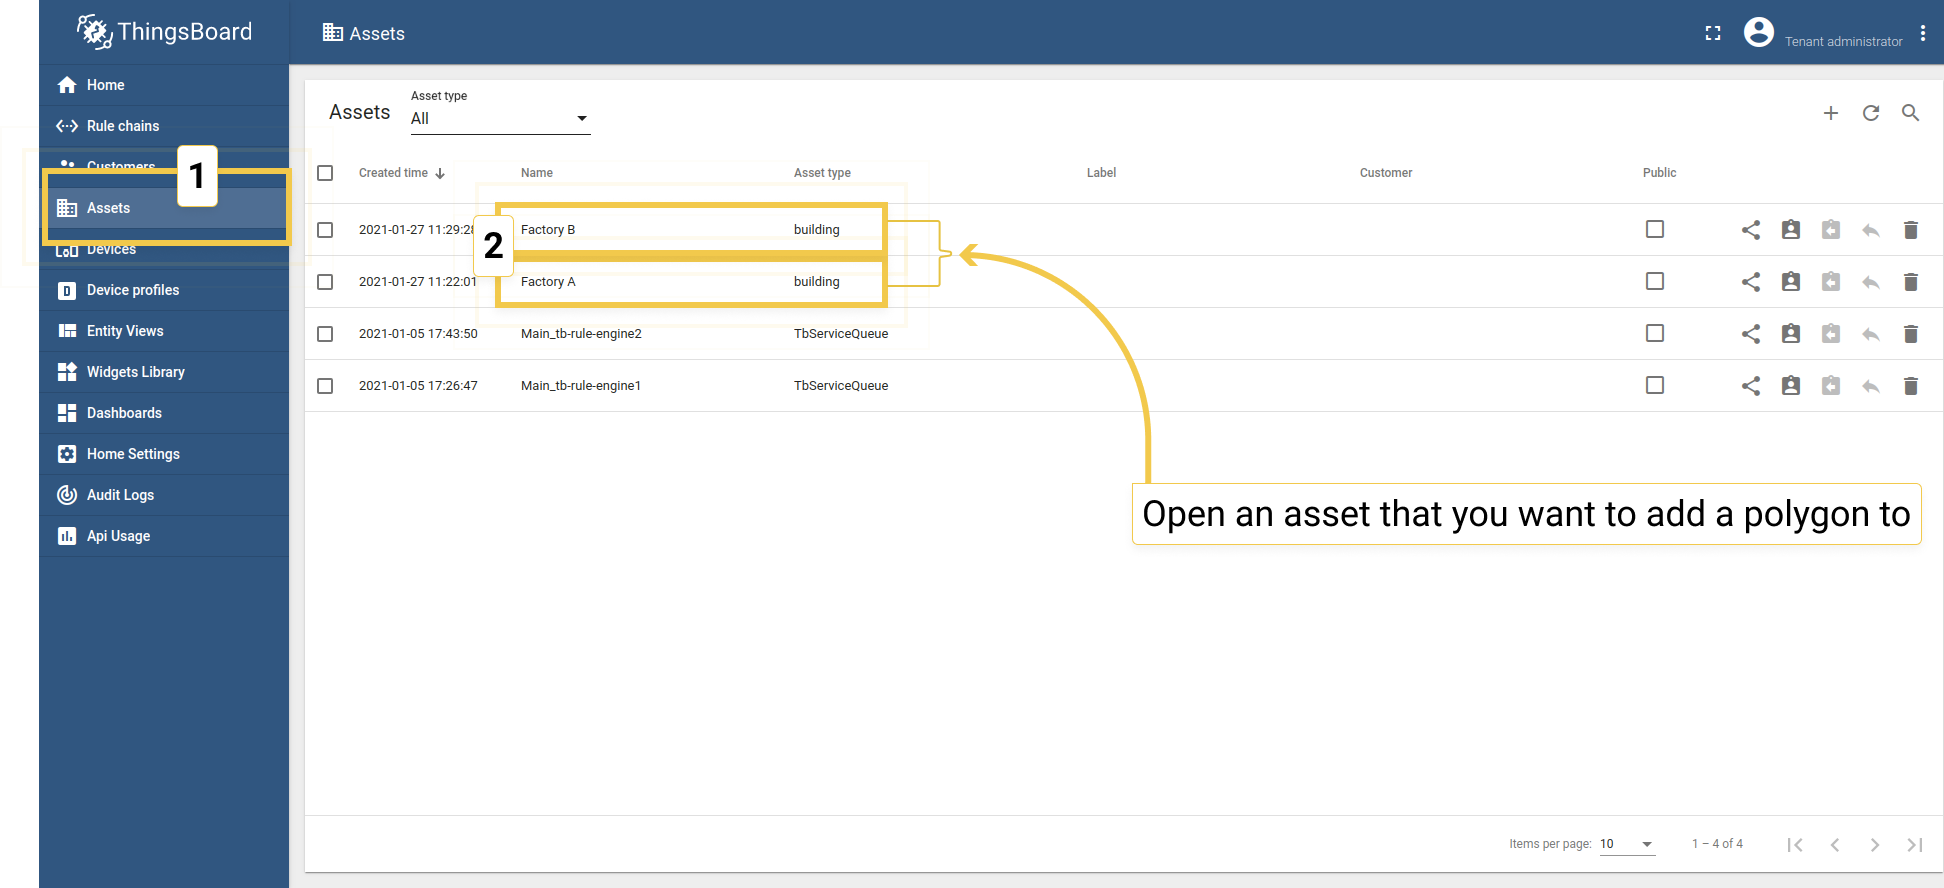 ThingsBoard
Assets
Tenant administrator
Home
Rule chains
Customers
1
Assets
Devices
Device profiles
Entity Views
Widgets Library
Dashboards
Home Settings
Audit Logs
Api Usage
Assets
Asset type
All
Created time Name Asset type Label Customer Public
2
2021-01-27 11:29:28 Factory B building
2021-01-27 11:22:01 Factory A building
2021-01-05 17:43:50 Main_tb-rule-engine2 TbServiceQueue
2021-01-05 17:26:47 Main_tb-rule-engine1 TbServiceQueue
Open an asset that you want to add a polygon to
Items per page: 10 1 – 4 of 4